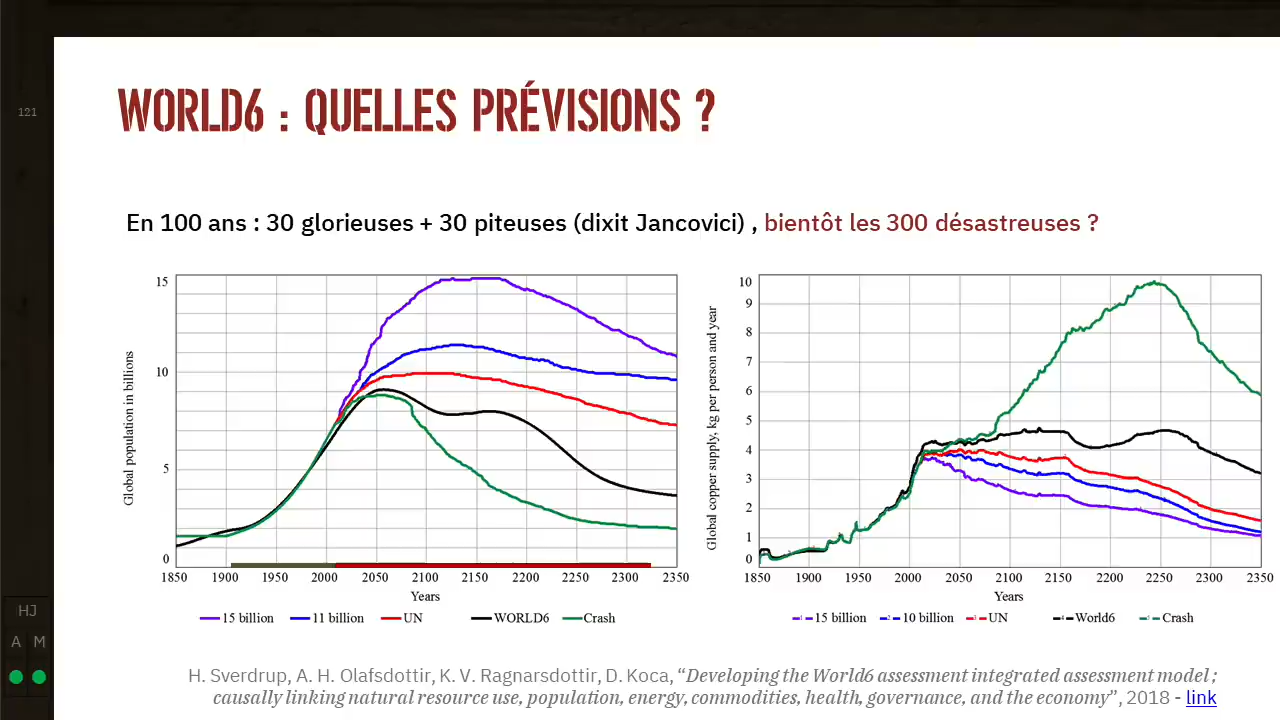 121
WORLD6 : QUELLES PRÉVISIONS ?
En 100 ans : 30 glorieuses + 30 piteuses (dixit Jancovici) , bientôt les 300 désastreuses ?
Global population in billions
15
10
5
0
1850 1900 1950 2000 2050 2100 2150 2200 2250 2300 2350
Years
15 billion 11 billion UN WORLD6 Crash
Global copper supply, kg per person and year
10
9
8
7
6
5
4
3
2
1
0
1850 1900 1950 2000 2050 2100 2150 2200 2250 2300 2350
Years
15 billion 10 billion UN World6 Crash
HJ
A M
H. Sverdrup, A. H. Olafsdottir, K. V. Ragnarsdottir, D. Koca, “Developing the World6 assessment integrated assessment model ;
causally linking natural resource use, population, energy, commodities, health, governance, and the economy”, 2018 - link